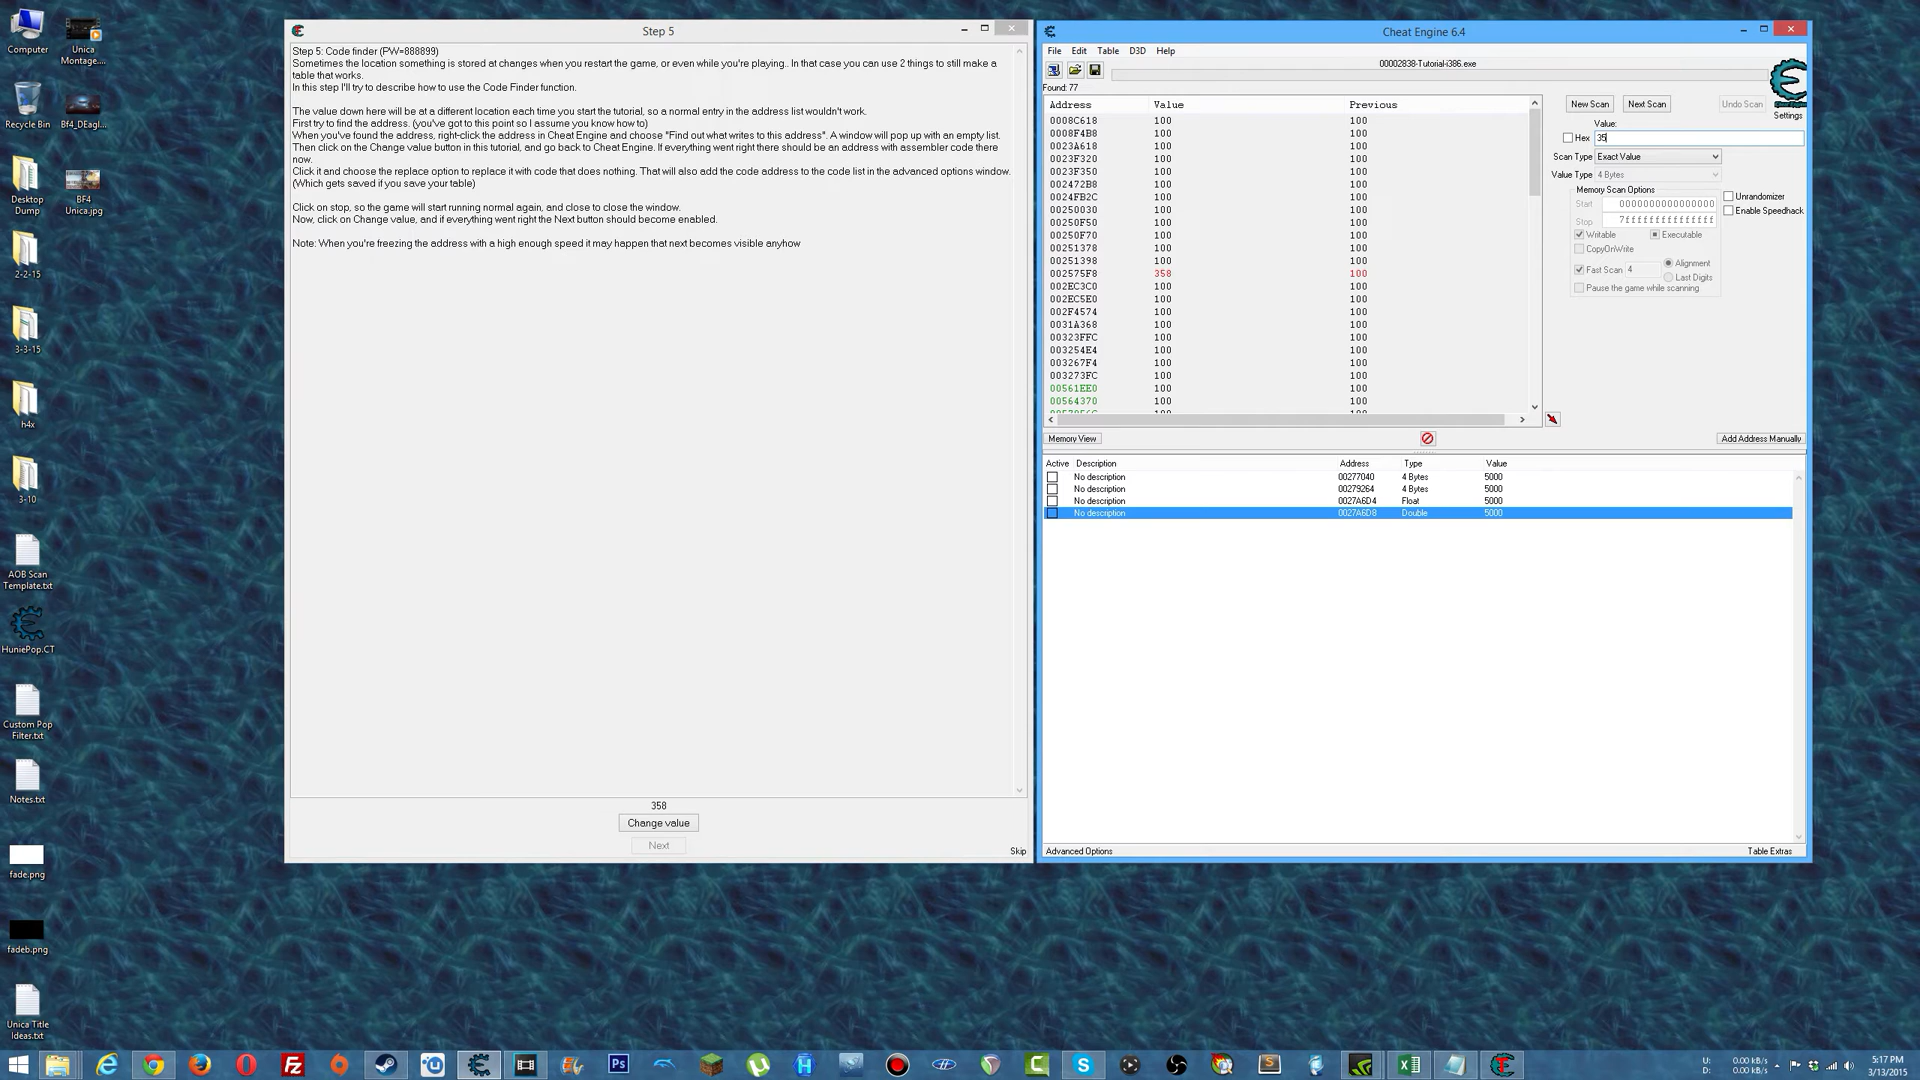 Computer
Unica
Montage....
Recycle Bin
Bf4_DEagl...
Desktop
Dump
BF4
Unica.jpg
2-2-15
3-3-15
h4x
3-10
AOB Scan
Template.txt
HuniePop.CT
Custom Pop
Filter.txt
Notes.txt
fade.png
fadeb.png
Unica Title
Ideas.txt
Step 5
Step 5: Code finder (PW=888899)
Sometimes the location something is stored at changes when you restart the game, or even while you're playing.. In that case you can use 2 things to still make a
table that works.
In this step I'll try to describe how to use the Code Finder function.
The value down here will be at a different location each time you start the tutorial, so a normal entry in the address list wouldn't work.
First try to find the address. (you've got to this point so I assume you know how to)
When you've found the address, right-click the address in Cheat Engine and choose "Find out what writes to this address". A window will pop up with an empty list.
Then click on the Change value button in this tutorial, and go back to Cheat Engine. If everything went right there should be an address with assembler code there
now.
Click it and choose the replace option to replace it with code that does nothing. That will also add the code address to the code list in the advanced options window.
(Which gets saved if you save your table)
Click on stop, so the game will start running normal again, and close to close the window.
Now, click on Change value, and if everything went right the Next button should become enabled.
Note: When you're freezing the address with a high enough speed it may happen that next becomes visible anyhow
358
Change value
Next
Skip
Cheat Engine 6.4
File Edit Table D3D Help
00002838-Tutorial-i386.exe
Found: 77
Address Value Previous
0008C618 100 100
0008F4B8 100 100
0023A618 100 100
0023F320 100 100
0023F350 100 100
002472B8 100 100
0024FB2C 100 100
00250030 100 100
00250F50 100 100
00250F70 100 100
00251378 100 100
00251398 100 100
002575F8 358 100
002EC3C0 100 100
002EC5E0 100 100
002F4574 100 100
0031A368 100 100
00323FFC 100 100
003254E4 100 100
003267F4 100 100
003273FC 100 100
00561EE0 100 100
00564370 100 100
New Scan Next Scan Undo Scan
Settings
Value:
Hex 35
Scan Type Exact Value
Value Type 4 Bytes
Memory Scan Options
Start 0000000000000000
Stop 7fffffffffffffff
Writable Executable
CopyOnWrite
Fast Scan 4 Alignment
Last Digits
Pause the game while scanning
Unrandomizer
Enable Speedhack
Memory View
Add Address Manually
Active Description Address Type Value
No description 00277040 4 Bytes 5000
No description 00279264 4 Bytes 5000
No description 0027A6D4 Float 5000
No description 0027A6D8 Double 5000
Advanced Options
Table Extras
U: 0.00 kB/s
D: 0.00 kB/s
5:17 PM
3/13/2015